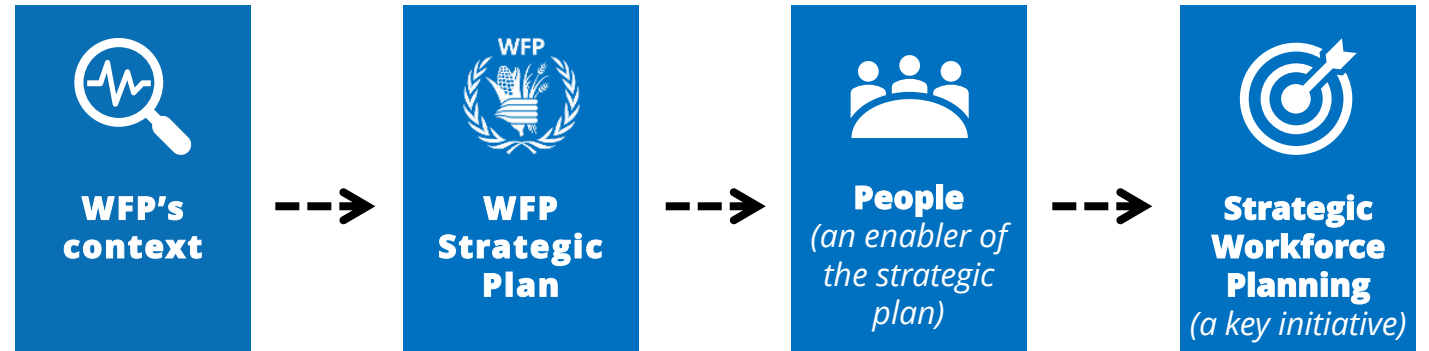 WFP's
context
WFP
WFP
Strategic
Plan
People
(an enabler of
the strategic
plan)
Strategic
Workforce
Planning
(a key initiative)